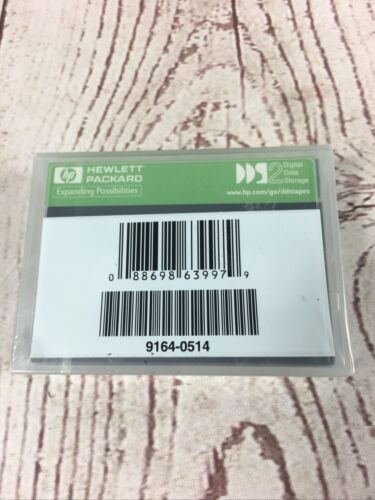 hp HEWLETT® PACKARD
Expanding Possibilities
DDS2 Digital Data Storage
www.hp.com/go/ddstapes
0 88698 63997 9
9164-0514